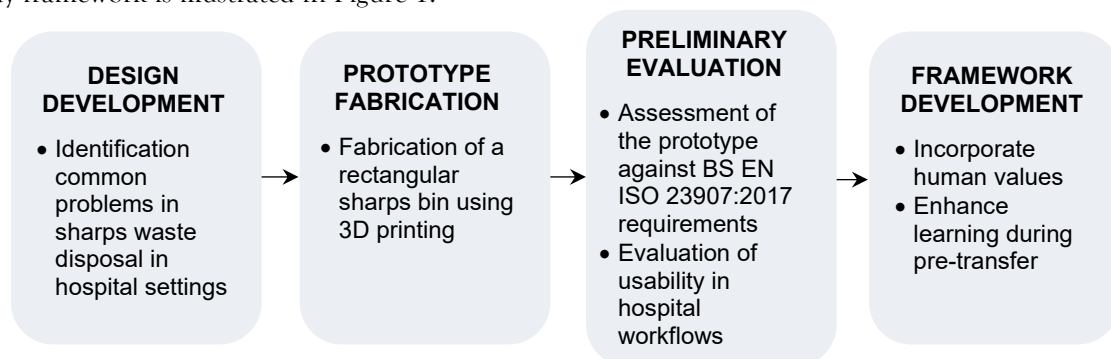 y framework is illustrated in Figure 1.
DESIGN
DEVELOPMENT
• Identification
common
problems in
sharps waste
disposal in
hospital settings
PROTOTYPE
FABRICATION
• Fabrication of a
rectangular
sharps bin using
3D printing
PRELIMINARY
EVALUATION
• Assessment of
the prototype
against BS EN
ISO 23907:2017
requirements
• Evaluation of
usability in
hospital
workflows
FRAMEWORK
DEVELOPMENT
• Incorporate
human values
• Enhance
learning during
pre-transfer